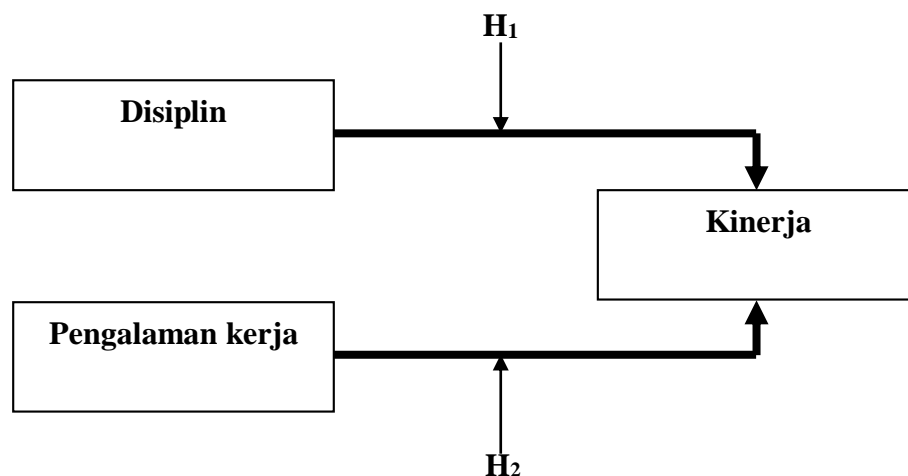 H₁
Disiplin
Kinerja
Pengalaman kerja
H₂